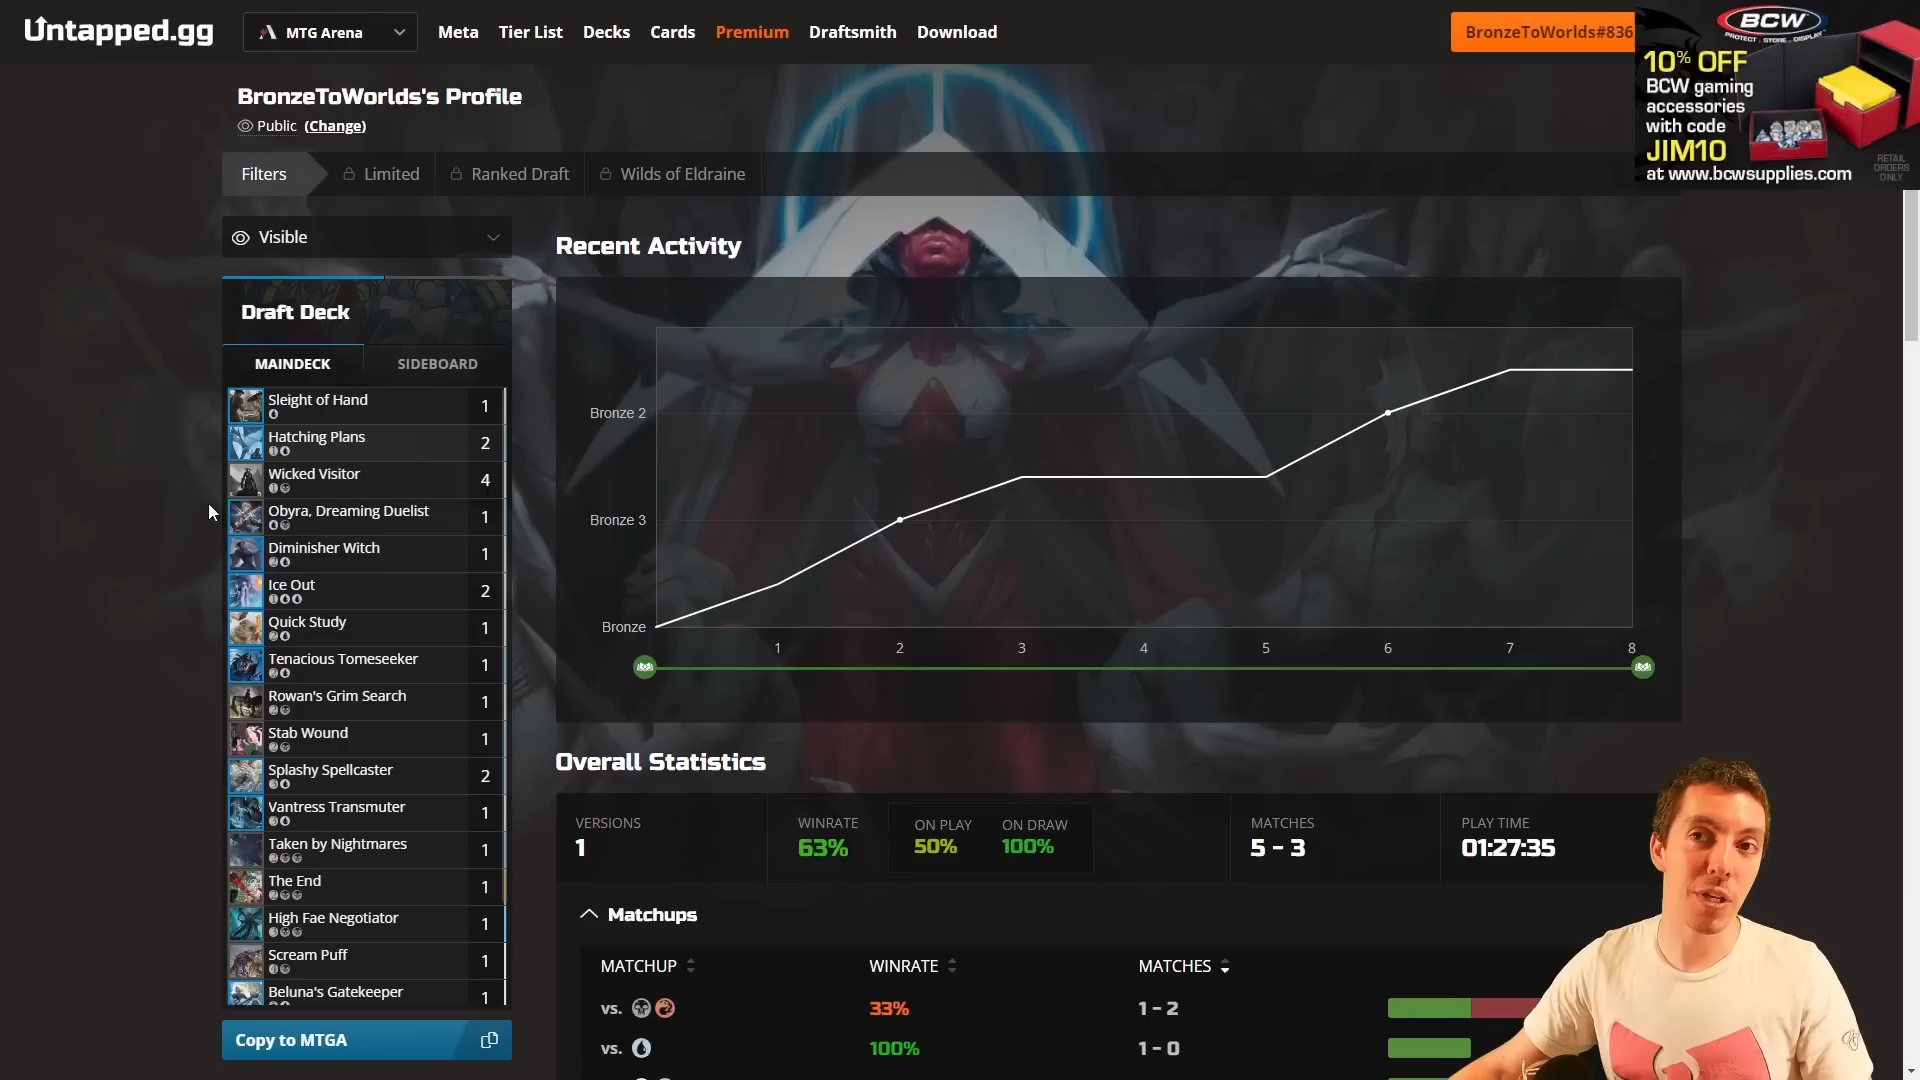 Untapped.gg
MTG Arena
Meta
Tier List
Decks
Cards
Premium
Draftsmith
Download
BronzeToWorlds#836
BCW
PROTECT. STORE. DISPLAY.
10% OFF
BCW gaming
accessories
with code
JIM10
at www.bcwsupplies.com
RETAIL
ORDERS
ONLY
BronzeToWorlds's Profile
Public (Change)
Filters
Limited
Ranked Draft
Wilds of Eldraine
Visible
Draft Deck
MAINDECK
SIDEBOARD
Sleight of Hand 1
Hatching Plans 2
Wicked Visitor 4
Obyra, Dreaming Duelist 1
Diminisher Witch 1
Ice Out 2
Quick Study 1
Tenacious Tomeseeker 1
Rowan's Grim Search 1
Stab Wound 1
Splashy Spellcaster 2
Vantress Transmuter 1
Taken by Nightmares 1
The End 1
High Fae Negotiator 1
Scream Puff 1
Beluna's Gatekeeper 1
Copy to MTGA
Recent Activity
Bronze 2
Bronze 3
Bronze
1 2 3 4 5 6 7 8
Overall Statistics
VERSIONS
1
WINRATE
63%
ON PLAY
50%
ON DRAW
100%
MATCHES
5 - 3
PLAY TIME
01:27:35
Matchups
MATCHUP WINRATE MATCHES
vs. 33% 1 - 2
vs. 100% 1 - 0